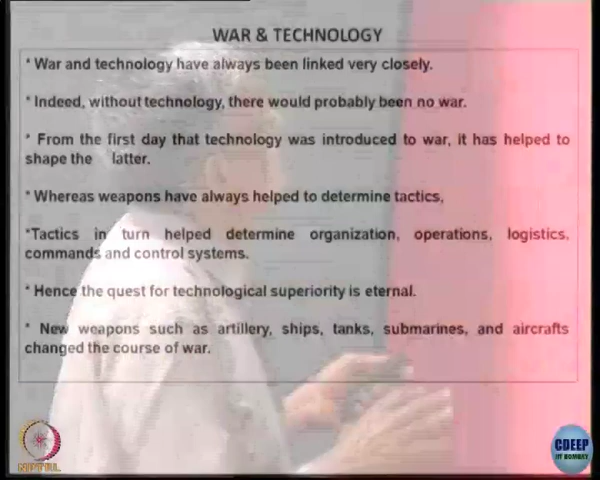 WAR & TECHNOLOGY
* War and technology have always been linked very closely.
* Indeed, without technology, there would probably been no war.
* From the first day that technology was introduced to war, it has helped to
shape the latter.
* Whereas weapons have always helped to determine tactics,
*Tactics in turn helped determine organization, operations, logistics,
commands and control systems.
* Hence the quest for technological superiority is eternal.
* New weapons such as artillery, ships, tanks, submarines, and aircrafts
changed the course of war.
NPTEL
CDEEP
IIT BOMBAY